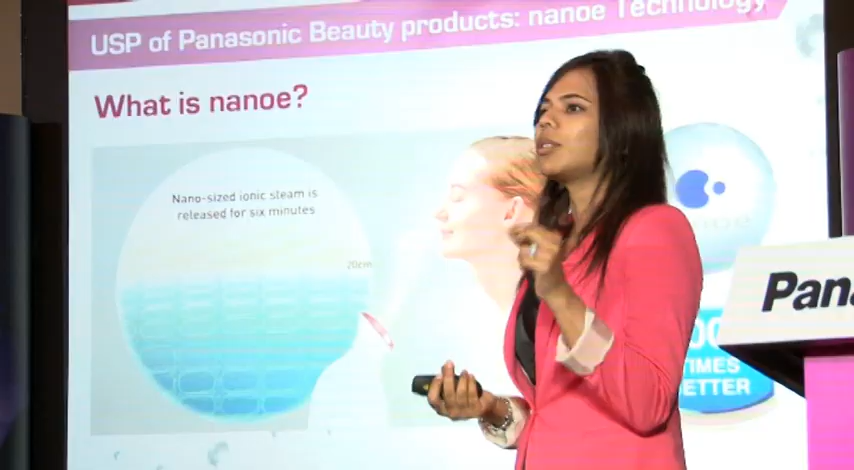 USP of Panasonic Beauty products: nanoe Technology
What is nanoe?
Nano-sized ionic steam is
released for six minutes
20cm
Pana
TIMES